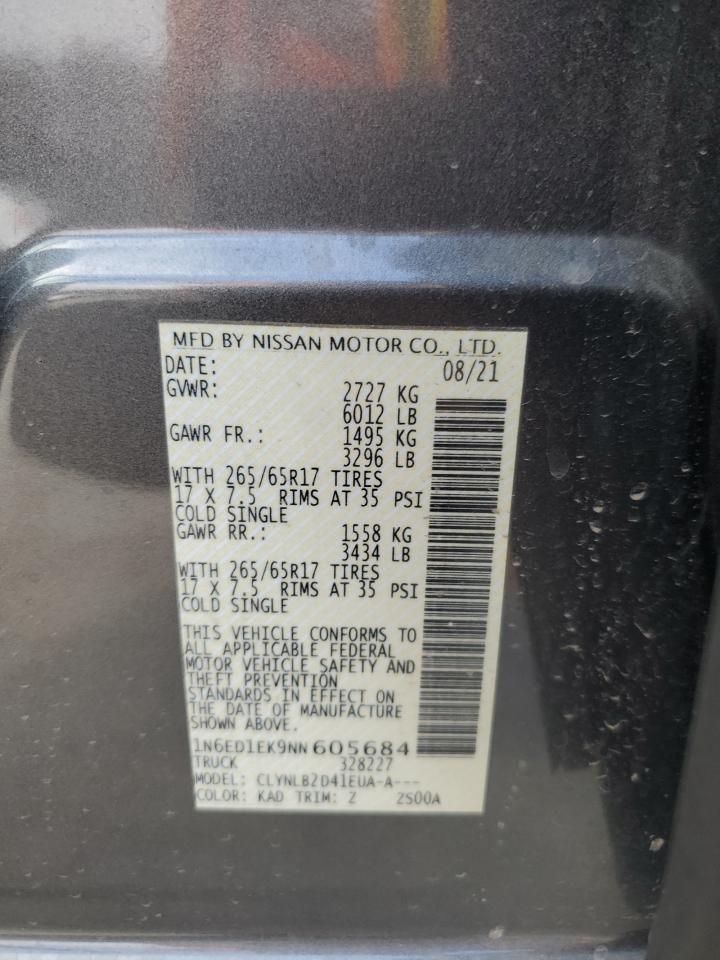 MFD BY NISSAN MOTOR CO., LTD.
DATE: 08/21
GVWR: 2727 KG
6012 LB
GAWR FR.: 1495 KG
3296 LB
WITH 265/65R17 TIRES
17 X 7.5 RIMS AT 35 PSI
COLD SINGLE
GAWR RR.: 1558 KG
3434 LB
WITH 265/65R17 TIRES
17 X 7.5 RIMS AT 35 PSI
COLD SINGLE
THIS VEHICLE CONFORMS TO
ALL APPLICABLE FEDERAL
MOTOR VEHICLE SAFETY AND
THEFT PREVENTION
STANDARDS IN EFFECT ON
THE DATE OF MANUFACTURE
SHOWN ABOVE.
1N6ED1EK9NN605684
TRUCK 328227
MODEL: CLYNLB2D41EUA-A---
COLOR: KAD TRIM: Z 2S00A